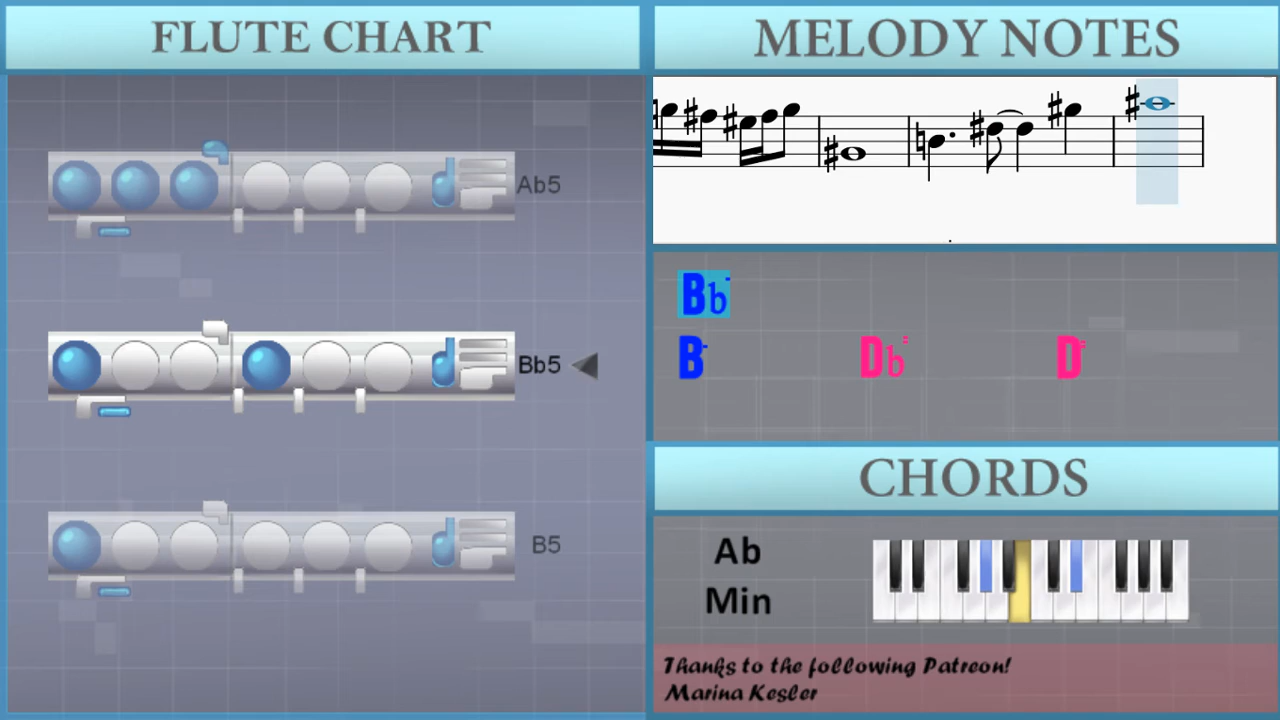 FLUTE CHART
MELODY NOTES
Ab5
Bb5
B5
Bb
B Db D
CHORDS
Ab
Min
Thanks to the following Patreon!
Marina Kesler